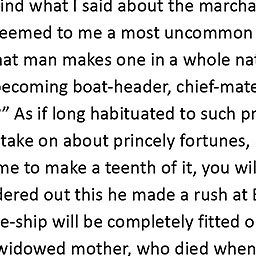 ind what I said about the marcha
eemed to me a most uncommon
hat man makes one in a whole nat
becoming boat-header, chief-mate
” As if long habituated to such pr
take on about princely fortunes,
me to make a teenth of it, you wil
dered out this he made a rush at
e-ship will be completely fitted o
widowed mother, who died when